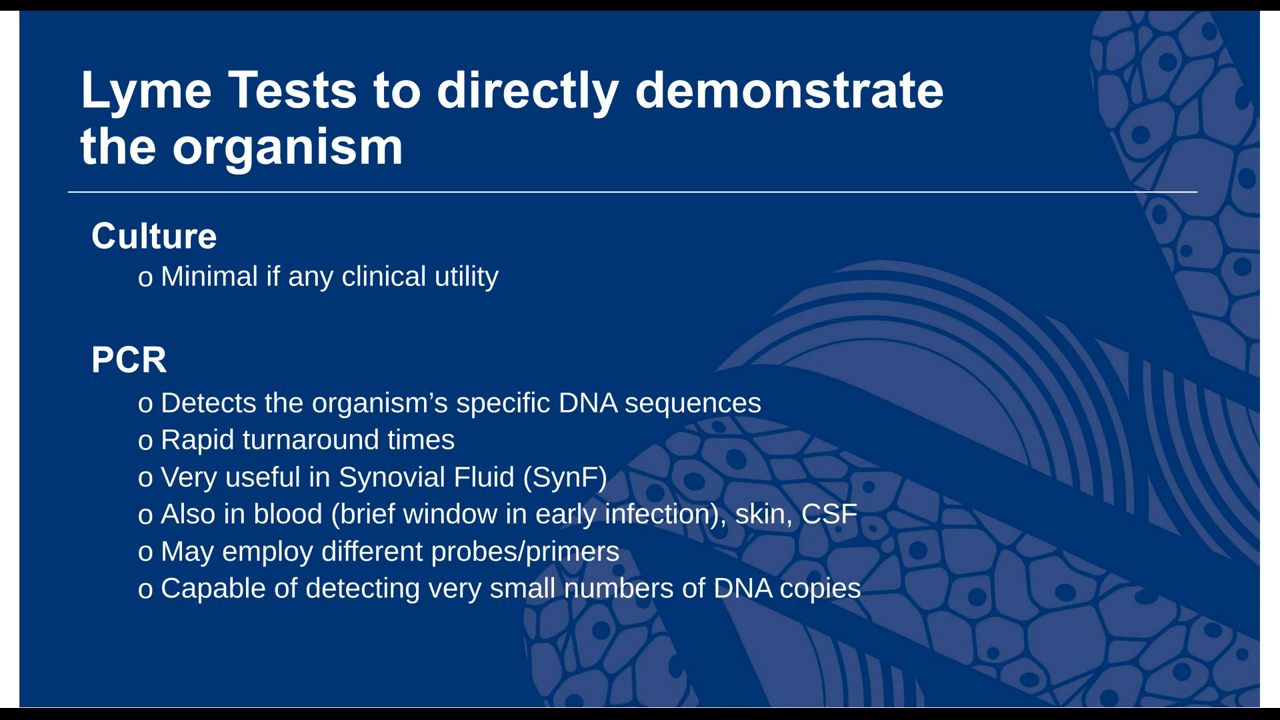 Lyme Tests to directly demonstrate
the organism
Culture
o Minimal if any clinical utility
PCR
o Detects the organism’s specific DNA sequences
o Rapid turnaround times
o Very useful in Synovial Fluid (SynF)
o Also in blood (brief window in early infection), skin, CSF
o May employ different probes/primers
o Capable of detecting very small numbers of DNA copies